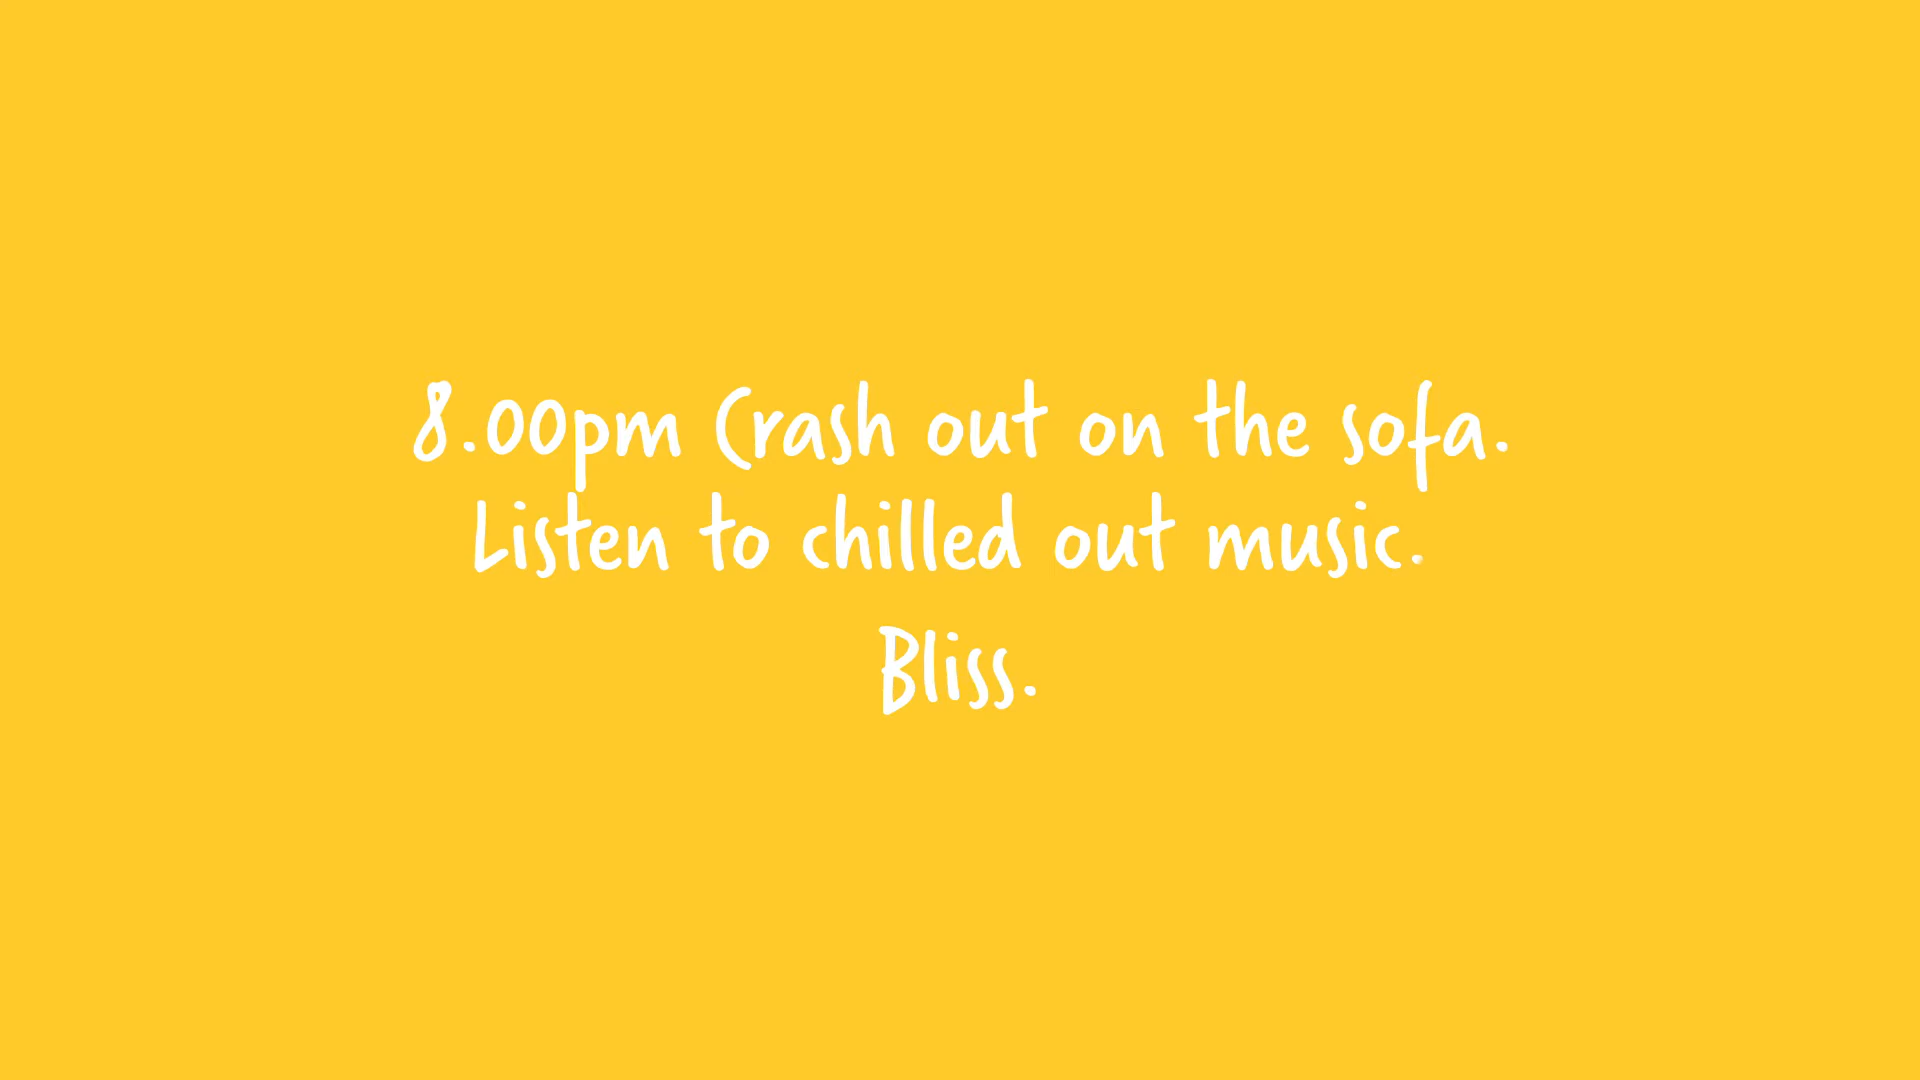 8.00pm Crash out on the sofa.
Listen to chilled out music.
Bliss.